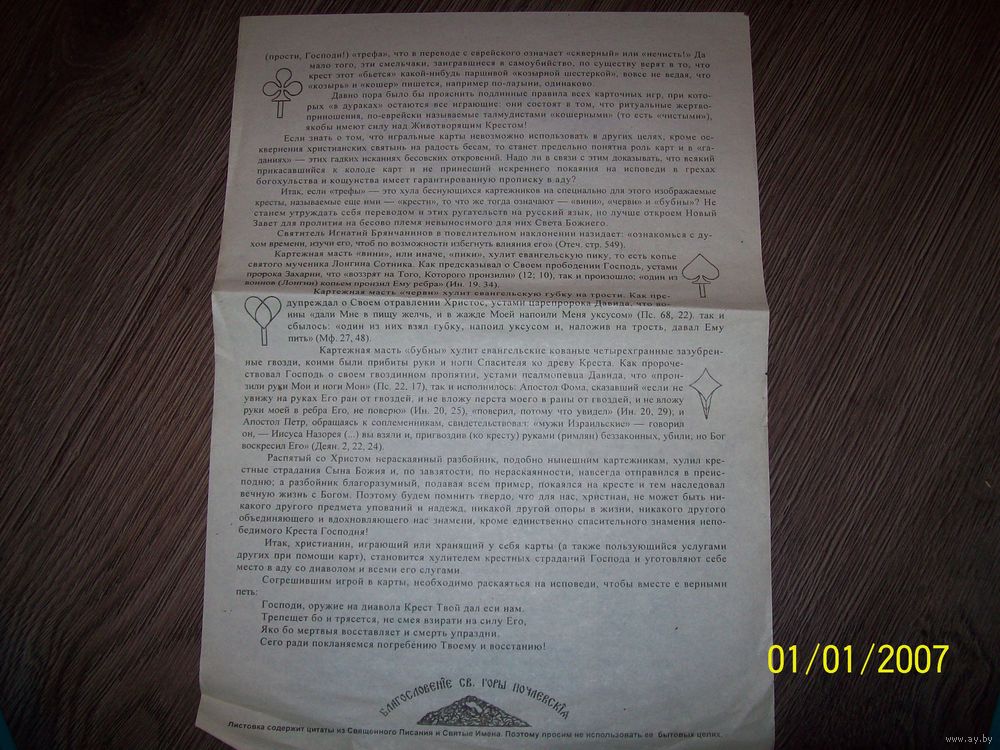 (прости, Господи!) «трефа», что в переводе с еврейского означает «скверный» или «нечисть!» Да
мало того, эти смельчаки, заигравшиеся в самоубийство, по существу верят в то, что
крест этот «бьется» какой-нибудь паршивой «козырной шестеркой», вовсе не ведая, что
«козырь» и «кошер» пишется, например по-латыни, одинаково.
Давно пора было бы прояснить подлинные правила всех карточных игр, при кото-
рых «в дураках» остаются все играющие: они состоят в том, что ритуальные жертво-
приношения, по-еврейски называемые талмудистами «кошерными» (то есть «чистыми»),
якобы имеют силу над Животворящим Крестом!
Если знать о том, что игральные карты невозможно использовать в других целях, кроме ос-
квернения христианских святынь на радость бесам, то станет предельно понятна роль карт и в «га-
даниях» — этих гадких исканиях бесовских откровений. Надо ли в связи с этим доказывать, что всякий
прикасавшийся к колоде карт и не принесший искреннего покаяния на исповеди в грехах
богохульства и кощунства имеет гарантированную прописку в аду?
Итак, если «трефы» — это хула беснующихся картежников на специально для этого изображаемые
кресты, называемые еще ими — «крести», то что же тогда означают — «вини», «черви» и «бубны»? Не
станем утруждать себя переводом и этих ругательств на русский язык, но лучше откроем Новый
Завет для пролития на бесово племя невыносимого для них Света Божнего.
Святитель Игнатий Брянчанинов в повелительном наклонении назидает: «ознакомься с ду-
хом времени, изучи его, чтоб по возможности избегнуть влияния его» (Отеч. стр. 549).
Картежная масть «вини», или иначе, «пики», хулит евангельскую пику, то есть копье
святого мученика Лонгина Сотника. Как предсказывал о Своем прободении Господь, устами
пророка Захарии, что «воззрят на Того, Которого пронзили» (12; 10), так и произошло: «один из
воинов (Лонгин) копьем пронзил Ему ребра» (Ин. 19. 34).
Картежная масть «черви» хулит евангельскую губку на трости. Как пре-
дупреждал о Своем отравлении Христос, устами царепророка Давида, что во-
ины «дали Мне в пищу желчь, и в жажде Моей напоили Меня уксусом» (Пс. 68, 22). так и
сбылось: «один из них взял губку, напоил уксусом и, наложив на трость, давал Ему
пить» (Мф. 27, 48).
Картежная масть «бубны» хулит евангельские кованые четырехгранные зазубрен-
ные гвозди, коими были прибиты руки и ноги Спасителя ко древу Креста. Как пророче-
ствовал Господь о своем гвоздинном пропятии, устами псалмопевца Давида, что «прон-
зили руки Мои и ноги Мои» (Пс. 22, 17), так и исполнилось: Апостол Фома, сказавший «если не
увижу на руках Его ран от гвоздей, и не вложу перста моего в раны от гвоздей, и не вложу
руки моей в ребра Его, не поверю» (Ин. 20, 25), «поверил, потому что увидел» (Ин. 20, 29); и
Апостол Петр, обращаясь к соплеменникам, свидетельствовал: «мужи Израильские» — говорил
он, — Иисуса Назорея (...) вы взяли и, пригвоздив (ко кресту) руками (римлян) беззаконных, убили; но Бог
воскресил Его» (Деян. 2, 22, 24).
Распятый со Христом нераскаянный разбойник, подобно нынешним картежникам, хулил кре-
стные страдания Сына Божия и, по завзятости, по нераскаянности, навсегда отправился в преис-
подню; а разбойник благоразумный, подавая всем пример, покаялся на кресте и тем наследовал
вечную жизнь с Богом. Поэтому будем помнить твердо, что для нас, христиан, не может быть ни-
какого другого предмета упований и надежд, никакой другой опоры в жизни, никакого другого
объединяющего и вдохновляющего нас знамени, кроме единственно спасительного знамения непо-
бедимого Креста Господня!
Итак, христианин, играющий или хранящий у себя карты (а также пользующийся услугами
других при помощи карт), становится хулителем крестных страданий Господа и уготовляют себе
место в аду со диаволом и всеми его слугами.
Согрешившим игрой в карты, необходимо раскаяться на исповеди, чтобы вместе с верными
петь:
Господи, оружие на диавола Крест Твой дал еси нам.
Трепещет бо и трясется, не смея взирати на силу Его,
Яко мертвыя восставляет и смерть упраздни.
Сего ради покланяемся погребению Твоему и восстанию!
БЛАГОСЛОВЕНІЕ СВ. ГОРЫ ПОЧАЕВСКІЯ
Листовка содержит цитаты из Священного Писания и Святые Имена. Поэтому просим не использовать ее бытовых целях.
01/01/2007
www.ay.by